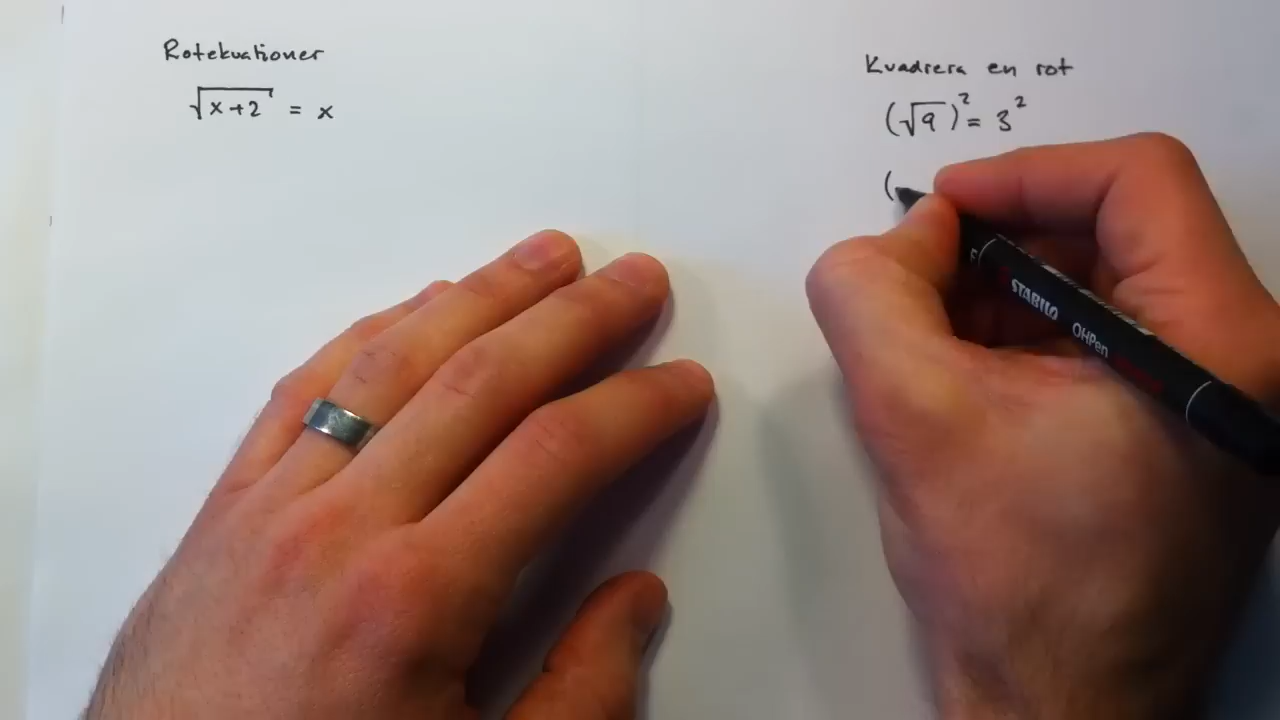 Rotekvationer
√x+2 = x
Kvadrera en rot
(√9)² = 3²
(
STABILO OHPen